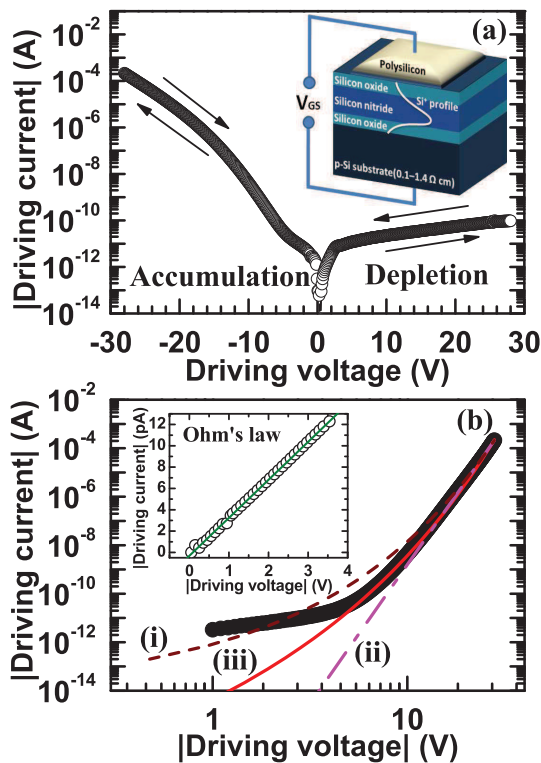 (a)
|Driving current| (A)
10⁻²
10⁻⁴
10⁻⁶
10⁻⁸
10⁻¹⁰
10⁻¹²
10⁻¹⁴
Polysilicon
Silicon oxide
Si⁺ profile
V_GS
Silicon nitride
Silicon oxide
p-Si substrate(0.1–1.4 Ω cm)
Accumulation
Depletion
-30 -20 -10 0 10 20 30
Driving voltage (V)
(b)
|Driving current| (A)
10⁻²
10⁻⁴
10⁻⁶
10⁻⁸
10⁻¹⁰
10⁻¹²
10⁻¹⁴
Ohm's law
|Driving current| (pA)
12
10
8
6
4
2
0
0 1 2 3 4
|Driving voltage| (V)
(i)
(iii)
(ii)
1 10
|Driving voltage| (V)